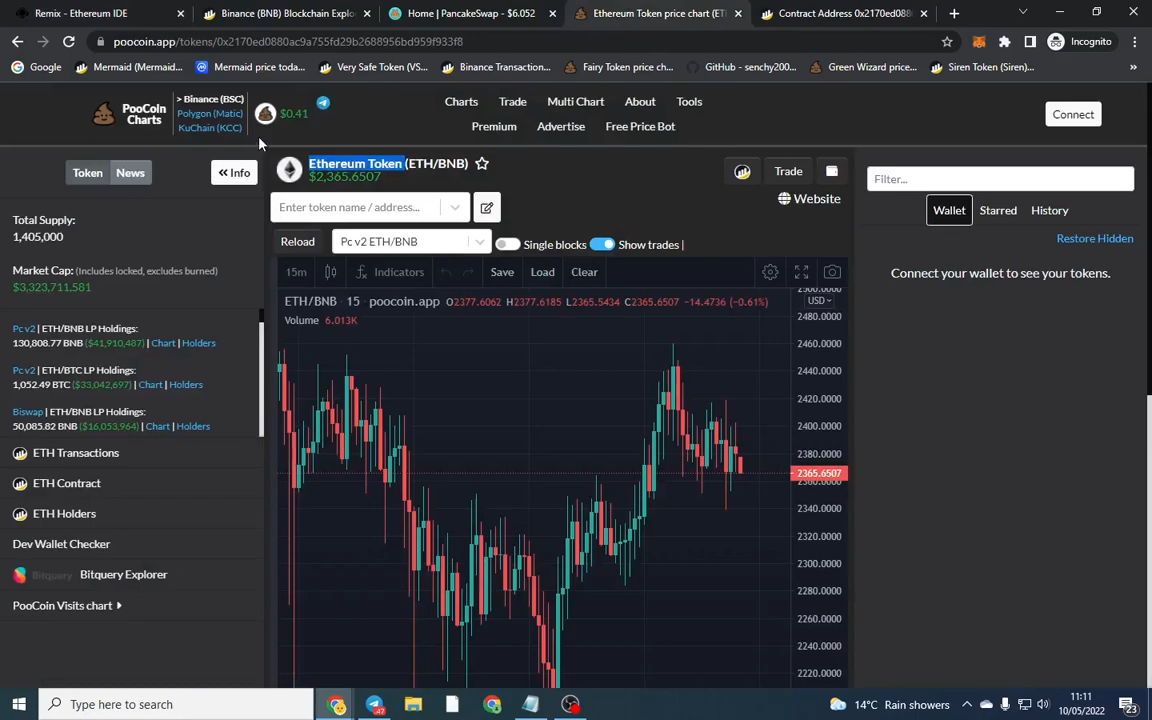 Remix - Ethereum IDE
Binance (BNB) Blockchain Explo
Home | PancakeSwap - $6.052
Ethereum Token price chart (ET
Contract Address 0x2170ed088
poocoin.app/tokens/0x2170ed0880ac9a755fd29b2688956bd959f933f8
Incognito
Google
Mermaid (Mermaid...
Mermaid price toda...
Very Safe Token (VS...
Binance Transaction...
Fairy Token price ch...
GitHub - senchy200...
Green Wizard price...
Siren Token (Siren)...
PooCoin Charts
> Binance (BSC)
Polygon (Matic)
KuChain (KCC)
$0.41
Charts
Trade
Multi Chart
About
Tools
Premium
Advertise
Free Price Bot
Connect
Token
News
Info
Total Supply:
1,405,000
Market Cap: (Includes locked, excludes burned)
$3,323,711,581
Pc v2 | ETH/BNB LP Holdings:
130,808.77 BNB ($41,910,487) | Chart | Holders
Pc v2 | ETH/BTC LP Holdings:
1,052.49 BTC ($33,042,697) | Chart | Holders
Biswap | ETH/BNB LP Holdings:
50,085.82 BNB ($16,053,964) | Chart | Holders
ETH Transactions
ETH Contract
ETH Holders
Dev Wallet Checker
Bitquery
Bitquery Explorer
PooCoin Visits chart
Ethereum Token (ETH/BNB)
$2,365.6507
Trade
Website
Enter token name / address...
Reload
Pc v2 ETH/BNB
Single blocks
Show trades |
15m
Indicators
Save
Load
Clear
ETH/BNB · 15 poocoin.app O2377.6062 H2377.6185 L2365.5434 C2365.6507 -14.4736 (-0.61%)
Volume 6.013K
USD
2500.0000
2480.0000
2460.0000
2440.0000
2420.0000
2400.0000
2380.0000
2365.6507
2360.0000
2340.0000
2320.0000
2300.0000
2280.0000
2260.0000
2240.0000
2220.0000
Filter...
Wallet
Starred
History
Restore Hidden
Connect your wallet to see your tokens.
Type here to search
14°C Rain showers
11:11
10/05/2022
23